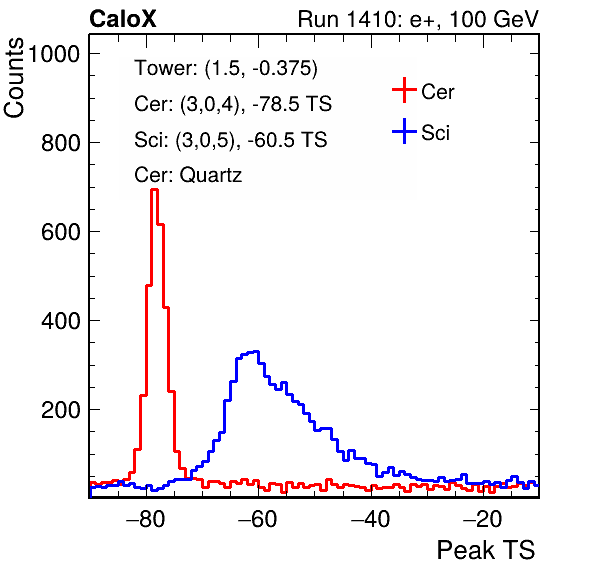 CaloX Run 1410: e+, 100 GeV
Counts
1000
800
600
400
200
Tower: (1.5, -0.375)
Cer: (3,0,4), -78.5 TS
Sci: (3,0,5), -60.5 TS
Cer: Quartz
Cer
Sci
−80 −60 −40 −20
Peak TS